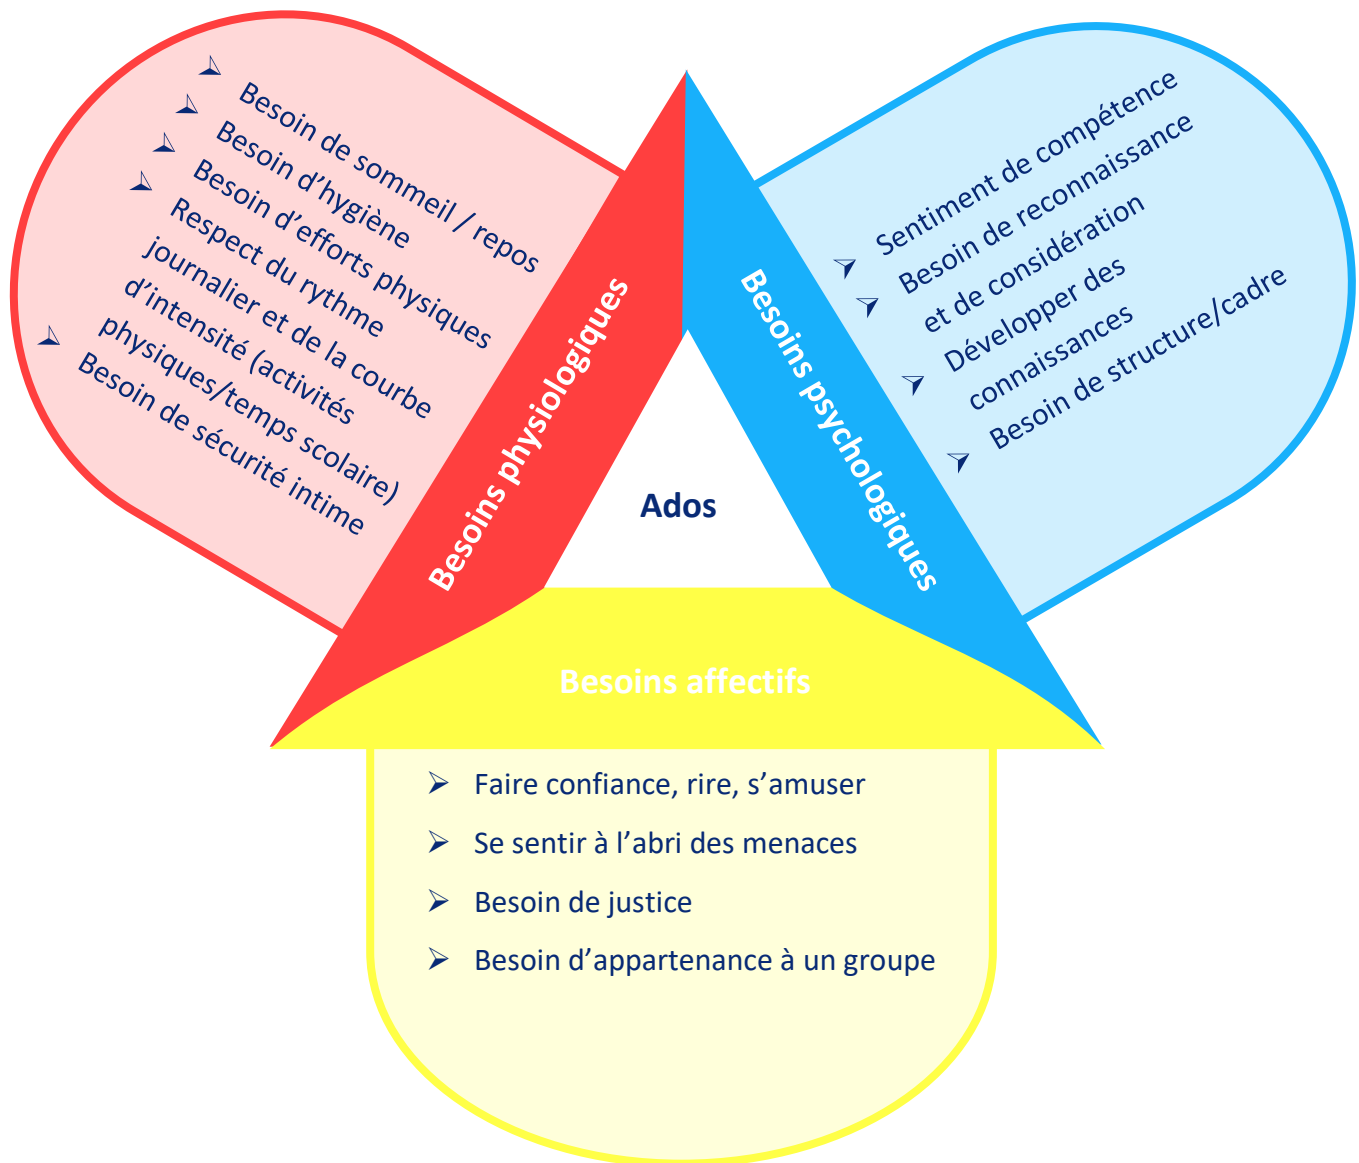 Besoin de sommeil / repos
Besoin d’hygiène
Besoin d’efforts physiques
Respect du rythme
journalier et de la courbe
d’intensité (activités
physiques/temps scolaire)
Besoin de sécurité intime
Besoins physiologiques
Sentiment de compétence
Besoin de reconnaissance
et de considération
Développer des
connaissances
Besoin de structure/cadre
Besoins psychologiques
Ados
Besoins affectifs
Faire confiance, rire, s’amuser
Se sentir à l’abri des menaces
Besoin de justice
Besoin d’appartenance à un groupe